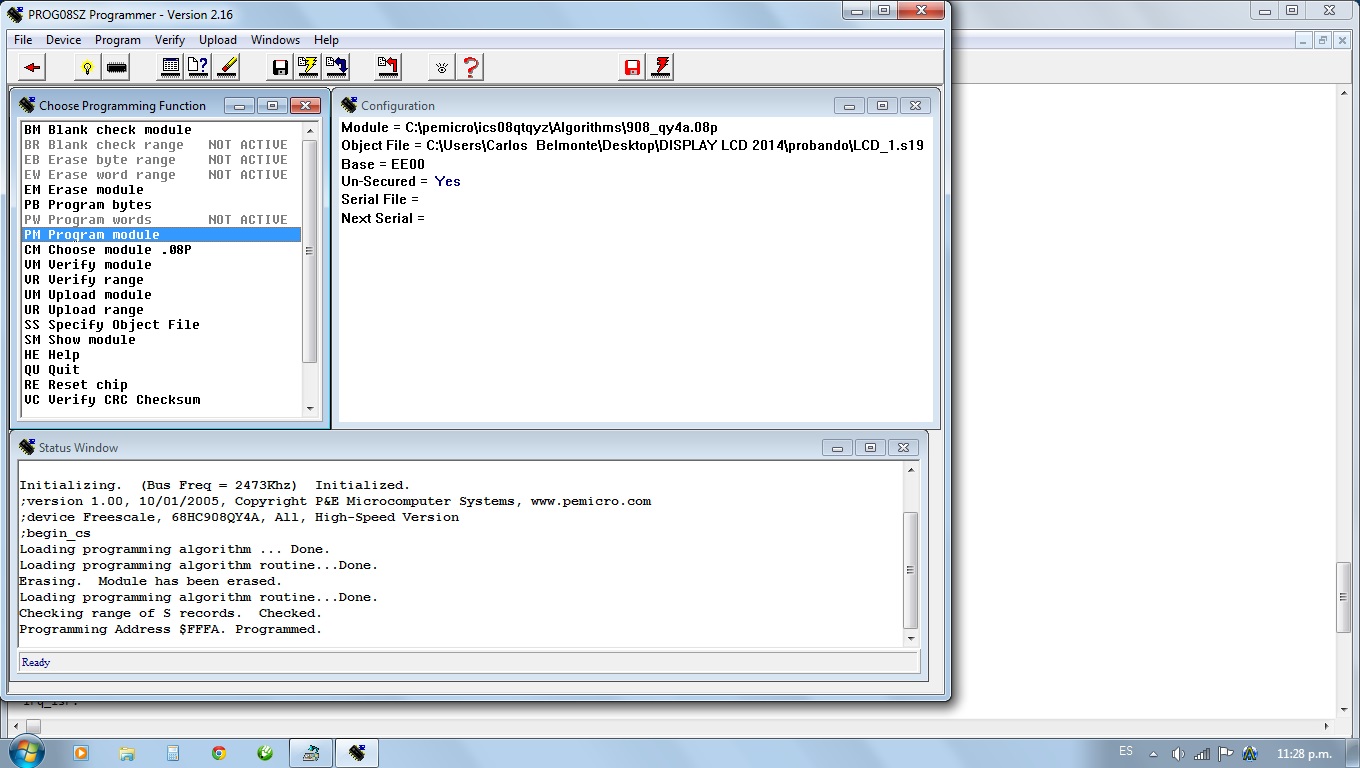 PROG08SZ Programmer - Version 2.16
File Device Program Verify Upload Windows Help
Choose Programming Function
BM Blank check module
BR Blank check range NOT ACTIVE
EB Erase byte range NOT ACTIVE
EW Erase word range NOT ACTIVE
EM Erase module
PB Program bytes
PW Program words NOT ACTIVE
PM Program module
CM Choose module .08P
VM Verify module
VR Verify range
UM Upload module
UR Upload range
SS Specify Object File
SM Show module
HE Help
QU Quit
RE Reset chip
VC Verify CRC Checksum
Configuration
Module = C:\pemicro\ics08qtqyz\Algorithms\908_qy4a.08p
Object File = C:\Users\Carlos Belmonte\Desktop\DISPLAY LCD 2014\probando\LCD_1.s19
Base = EE00
Un-Secured = Yes
Serial File =
Next Serial =
Status Window
Initializing. (Bus Freq = 2473Khz) Initialized.
;version 1.00, 10/01/2005, Copyright P&E Microcomputer Systems, www.pemicro.com
;device Freescale, 68HC908QY4A, All, High-Speed Version
;begin_cs
Loading programming algorithm ... Done.
Loading programming algorithm routine...Done.
Erasing. Module has been erased.
Loading programming algorithm routine...Done.
Checking range of S records. Checked.
Programming Address $FFFA. Programmed.
Ready
ES 11:28 p.m.